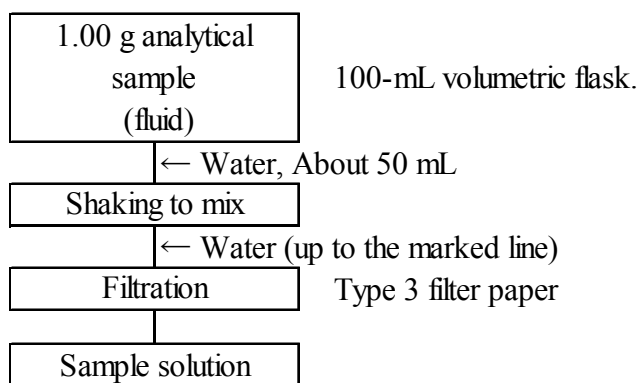 1.00 g analytical
sample
(fluid)
100-mL volumetric flask.
← Water, About 50 mL
Shaking to mix
← Water (up to the marked line)
Filtration
Type 3 filter paper
Sample solution